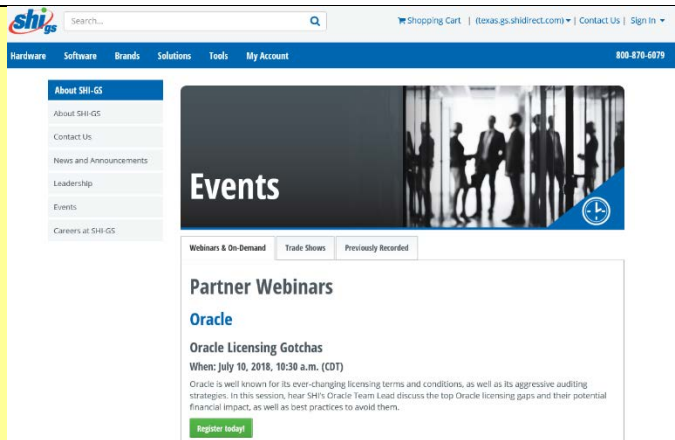 shi gs
Search...
Shopping Cart | (texas.gs.shidirect.com) | Contact Us | Sign In
Hardware Software Brands Solutions Tools My Account 800-870-6079
About SHI-GS
About SHI-GS
Contact Us
News and Announcements
Leadership
Events
Careers at SHI-GS
Events
Webinars & On-Demand Trade Shows Previously Recorded
Partner Webinars
Oracle
Oracle Licensing Gotchas
When: July 10, 2018, 10:30 a.m. (CDT)
Oracle is well known for its ever-changing licensing terms and conditions, as well as its aggressive auditing
strategies. In this session, hear SHI's Oracle Team Lead discuss the top Oracle licensing gaps and their potential
financial impact, as well as best practices to avoid them.
Register today!